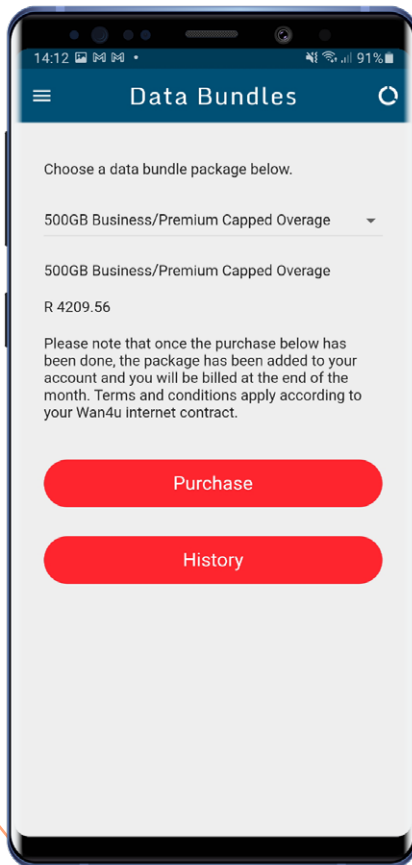 14:12 91%
Data Bundles
Choose a data bundle package below.
500GB Business/Premium Capped Overage
500GB Business/Premium Capped Overage
R 4209.56
Please note that once the purchase below has
been done, the package has been added to your
account and you will be billed at the end of the
month. Terms and conditions apply according to
your Wan4u internet contract.
Purchase
History